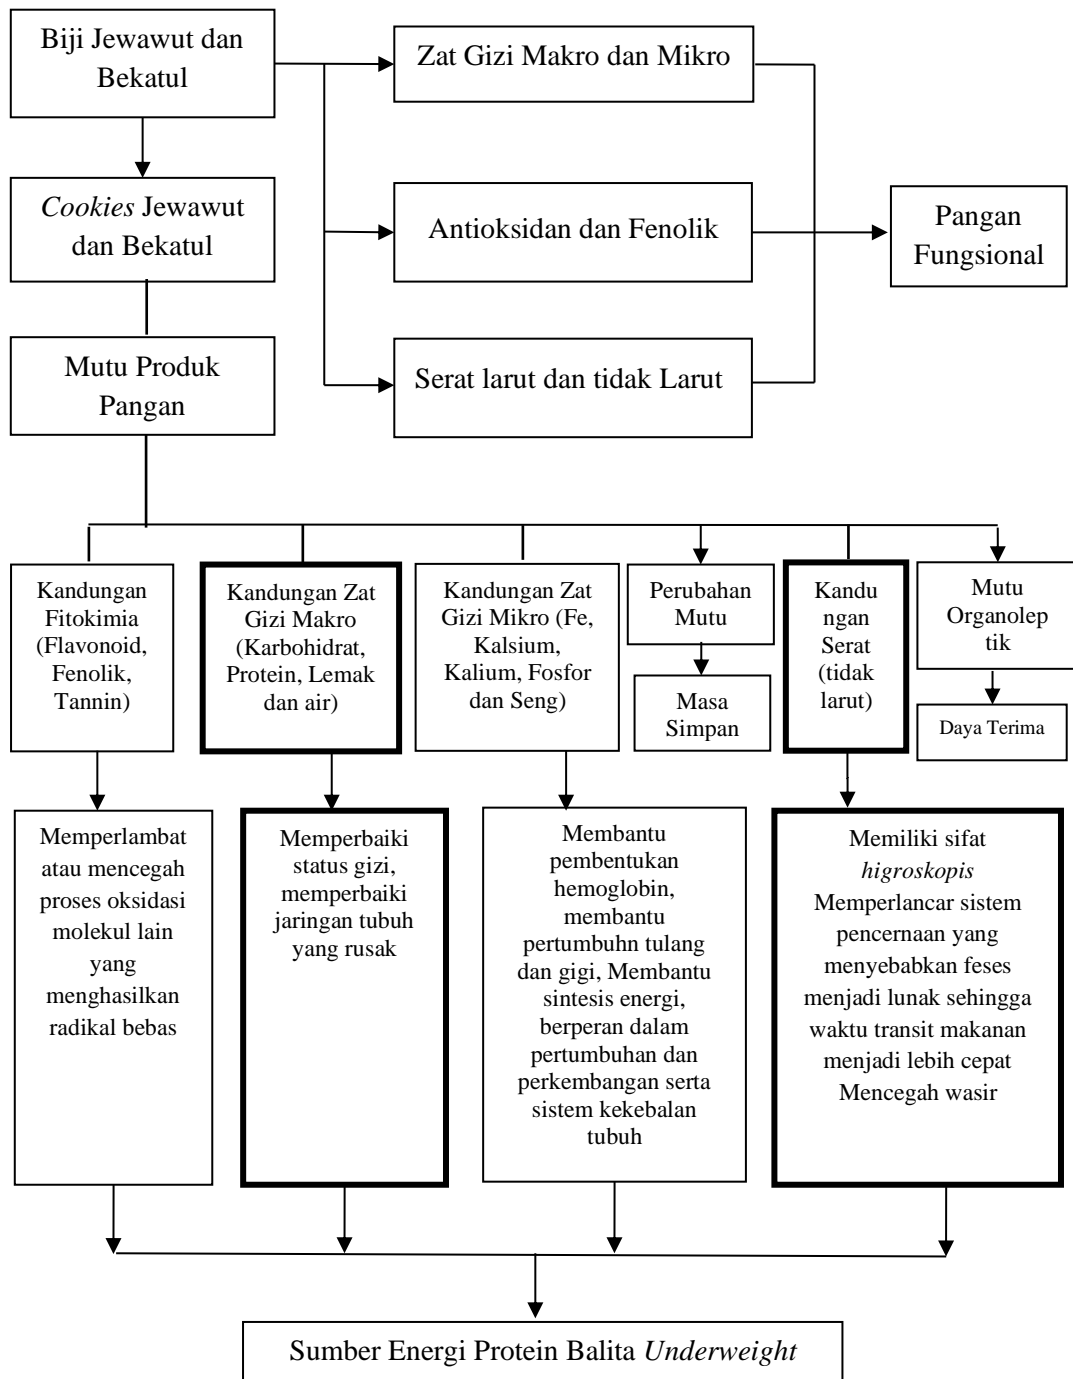 Biji Jewawut dan
Bekatul
Zat Gizi Makro dan Mikro
Cookies Jewawut
dan Bekatul
Antioksidan dan Fenolik
Pangan
Fungsional
Mutu Produk
Pangan
Serat larut dan tidak Larut
Kandungan
Fitokimia
(Flavonoid,
Fenolik,
Tannin)
Kandungan Zat
Gizi Makro
(Karbohidrat,
Protein, Lemak
dan air)
Kandungan Zat
Gizi Mikro (Fe,
Kalsium,
Kalium, Fosfor
dan Seng)
Perubahan
Mutu
Masa
Simpan
Kandu
ngan
Serat
(tidak
larut)
Mutu
Organolep
tik
Daya Terima
Memperlambat
atau mencegah
proses oksidasi
molekul lain
yang
menghasilkan
radikal bebas
Memperbaiki
status gizi,
memperbaiki
jaringan tubuh
yang rusak
Membantu
pembentukan
hemoglobin,
membantu
pertumbuhn tulang
dan gigi, Membantu
sintesis energi,
berperan dalam
pertumbuhan dan
perkembangan serta
sistem kekebalan
tubuh
Memiliki sifat
higroskopis
Memperlancar sistem
pencernaan yang
menyebabkan feses
menjadi lunak sehingga
waktu transit makanan
menjadi lebih cepat
Mencegah wasir
Sumber Energi Protein Balita Underweight